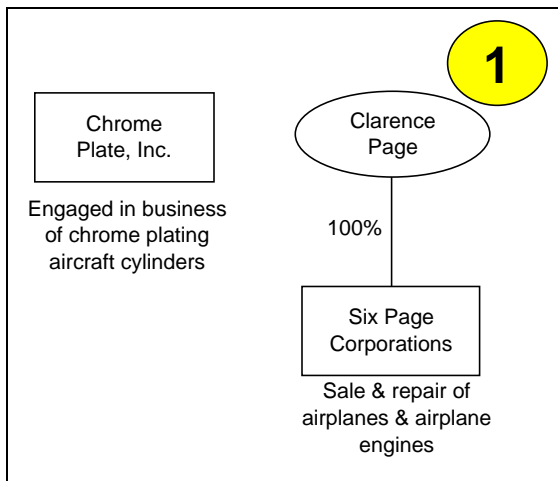 1
Chrome
Plate, Inc.
Clarence
Page
Engaged in business
of chrome plating
aircraft cylinders
100%
Six Page
Corporations
Sale & repair of
airplanes & airplane
engines